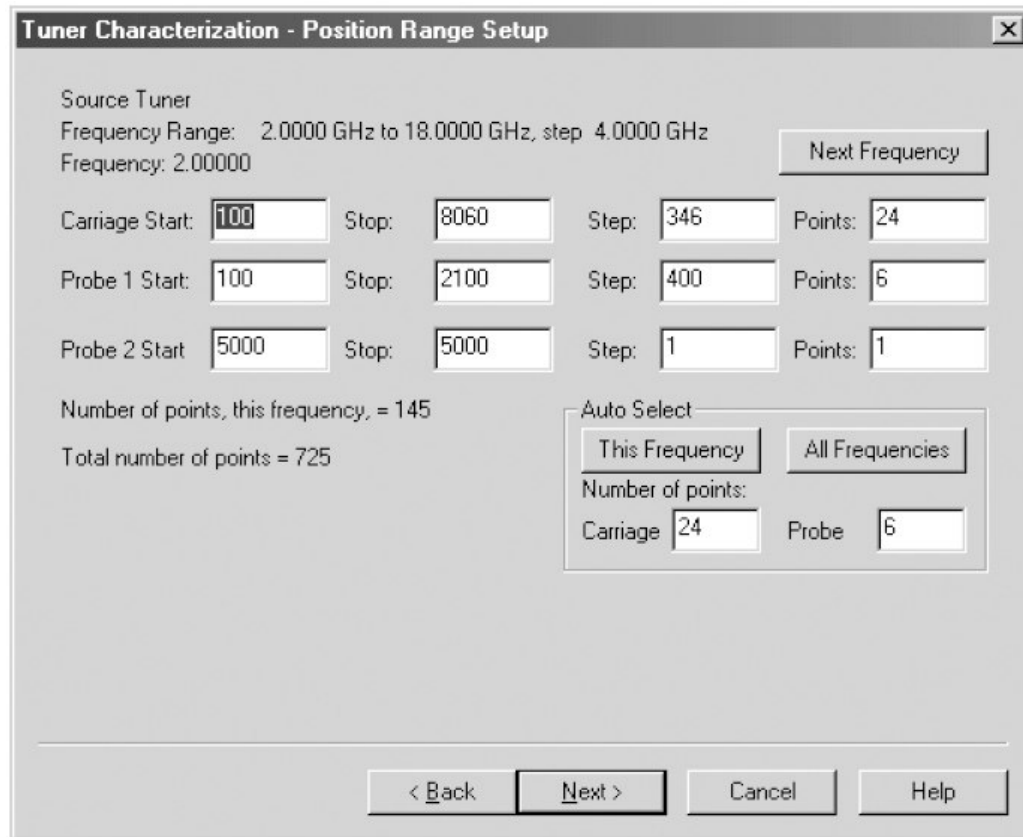 Tuner Characterization - Position Range Setup
Source Tuner
Frequency Range: 2.0000 GHz to 18.0000 GHz, step 4.0000 GHz
Frequency: 2.00000
Next Frequency
Carriage Start: 100 Stop: 8060 Step: 346 Points: 24
Probe 1 Start: 100 Stop: 2100 Step: 400 Points: 6
Probe 2 Start 5000 Stop: 5000 Step: 1 Points: 1
Number of points, this frequency, = 145
Total number of points = 725
Auto Select
This Frequency All Frequencies
Number of points:
Carriage 24 Probe 6
< Back Next > Cancel Help